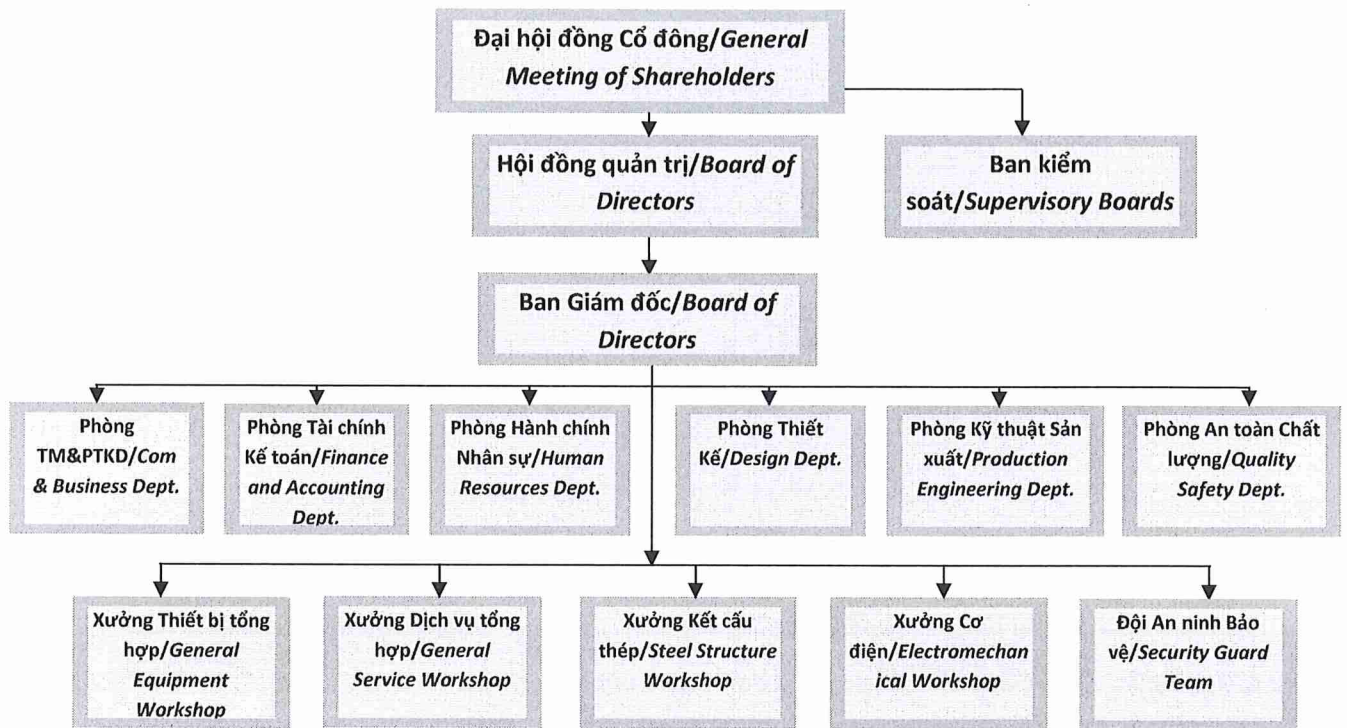 Đại hội đồng Cổ đông/General
Meeting of Shareholders
Hội đồng quản trị/Board of
Directors
Ban kiểm
soát/Supervisory Boards
Ban Giám đốc/Board of
Directors
Phòng
TM&PTKD/Com
& Business Dept.
Phòng Tài chính
Kế toán/Finance
and Accounting
Dept.
Phòng Hành chính
Nhân sự/Human
Resources Dept.
Phòng Thiết
Kế/Design Dept.
Phòng Kỹ thuật Sản
xuất/Production
Engineering Dept.
Phòng An toàn Chất
lượng/Quality
Safety Dept.
Xưởng Thiết bị tổng
hợp/General
Equipment
Workshop
Xưởng Dịch vụ tổng
hợp/General
Service Workshop
Xưởng Kết cấu
thép/Steel Structure
Workshop
Xưởng Cơ
điện/Electromechan
ical Workshop
Đội An ninh Bảo
vệ/Security Guard
Team